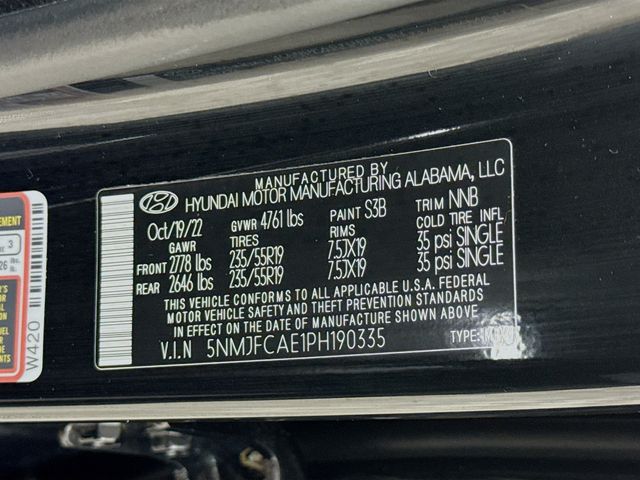 MANUFACTURED BY
HYUNDAI MOTOR MANUFACTURING ALABAMA, LLC
Oct/19/22 GVWR 4761 lbs PAINT S3B TRIM NNB
GAWR TIRES RIMS COLD TIRE INFL
FRONT 2778 lbs 235/55R19 7.5JX19 35 psi SINGLE
REAR 2646 lbs 235/55R19 7.5JX19 35 psi SINGLE
THIS VEHICLE CONFORMS TO ALL APPLICABLE U.S.A. FEDERAL
MOTOR VEHICLE SAFETY AND THEFT PREVENTION STANDARDS
IN EFFECT ON THE DATE OF MANUFACTURE SHOWN ABOVE.
V.I.N 5NMJFCAE1PH190335 TYPE:
3
W420